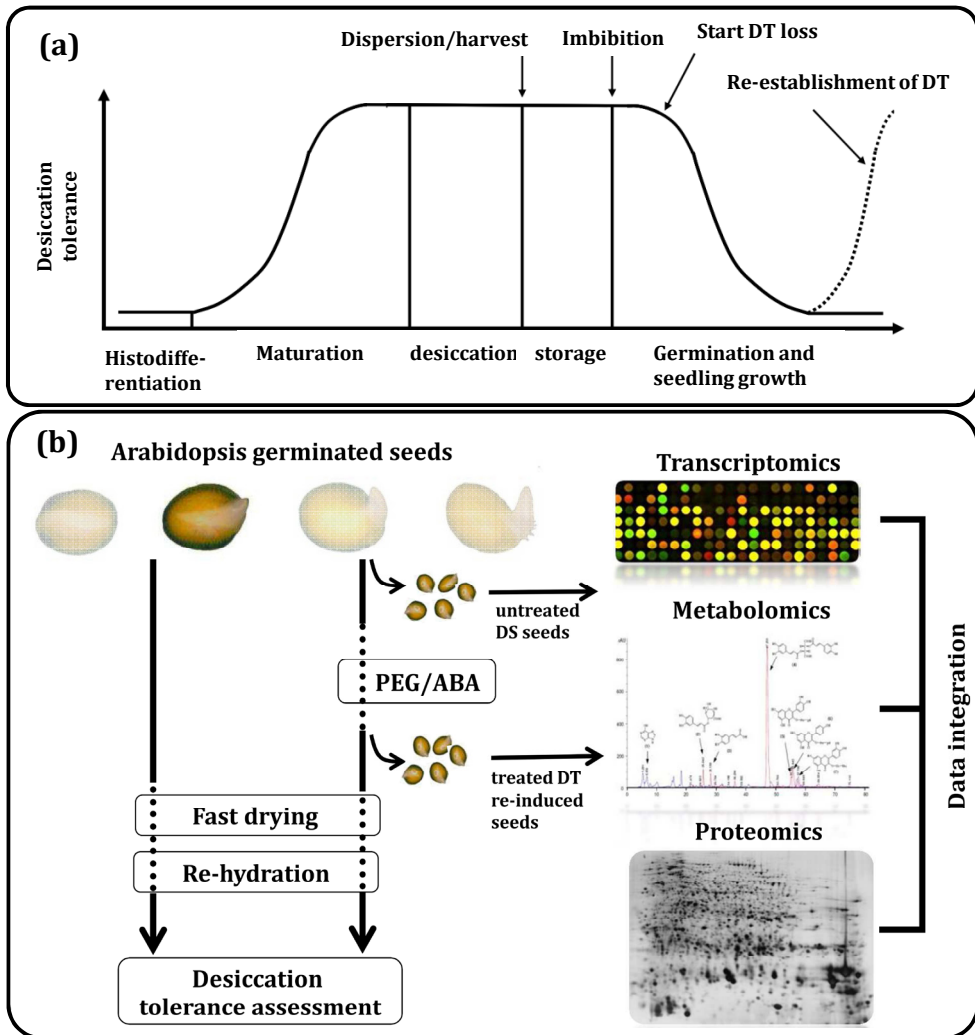 (a)
Dispersion/harvest
Imbibition
Start DT loss
Re-establishment of DT
Desiccation
tolerance
Histodiffe-
rentiation
Maturation
desiccation
storage
Germination and
seedling growth
(b)
Arabidopsis germinated seeds
Transcriptomics
untreated
DS seeds
Metabolomics
PEG/ABA
treated DT
re-induced
seeds
Fast drying
Re-hydration
Proteomics
Desiccation
tolerance assessment
Data integration